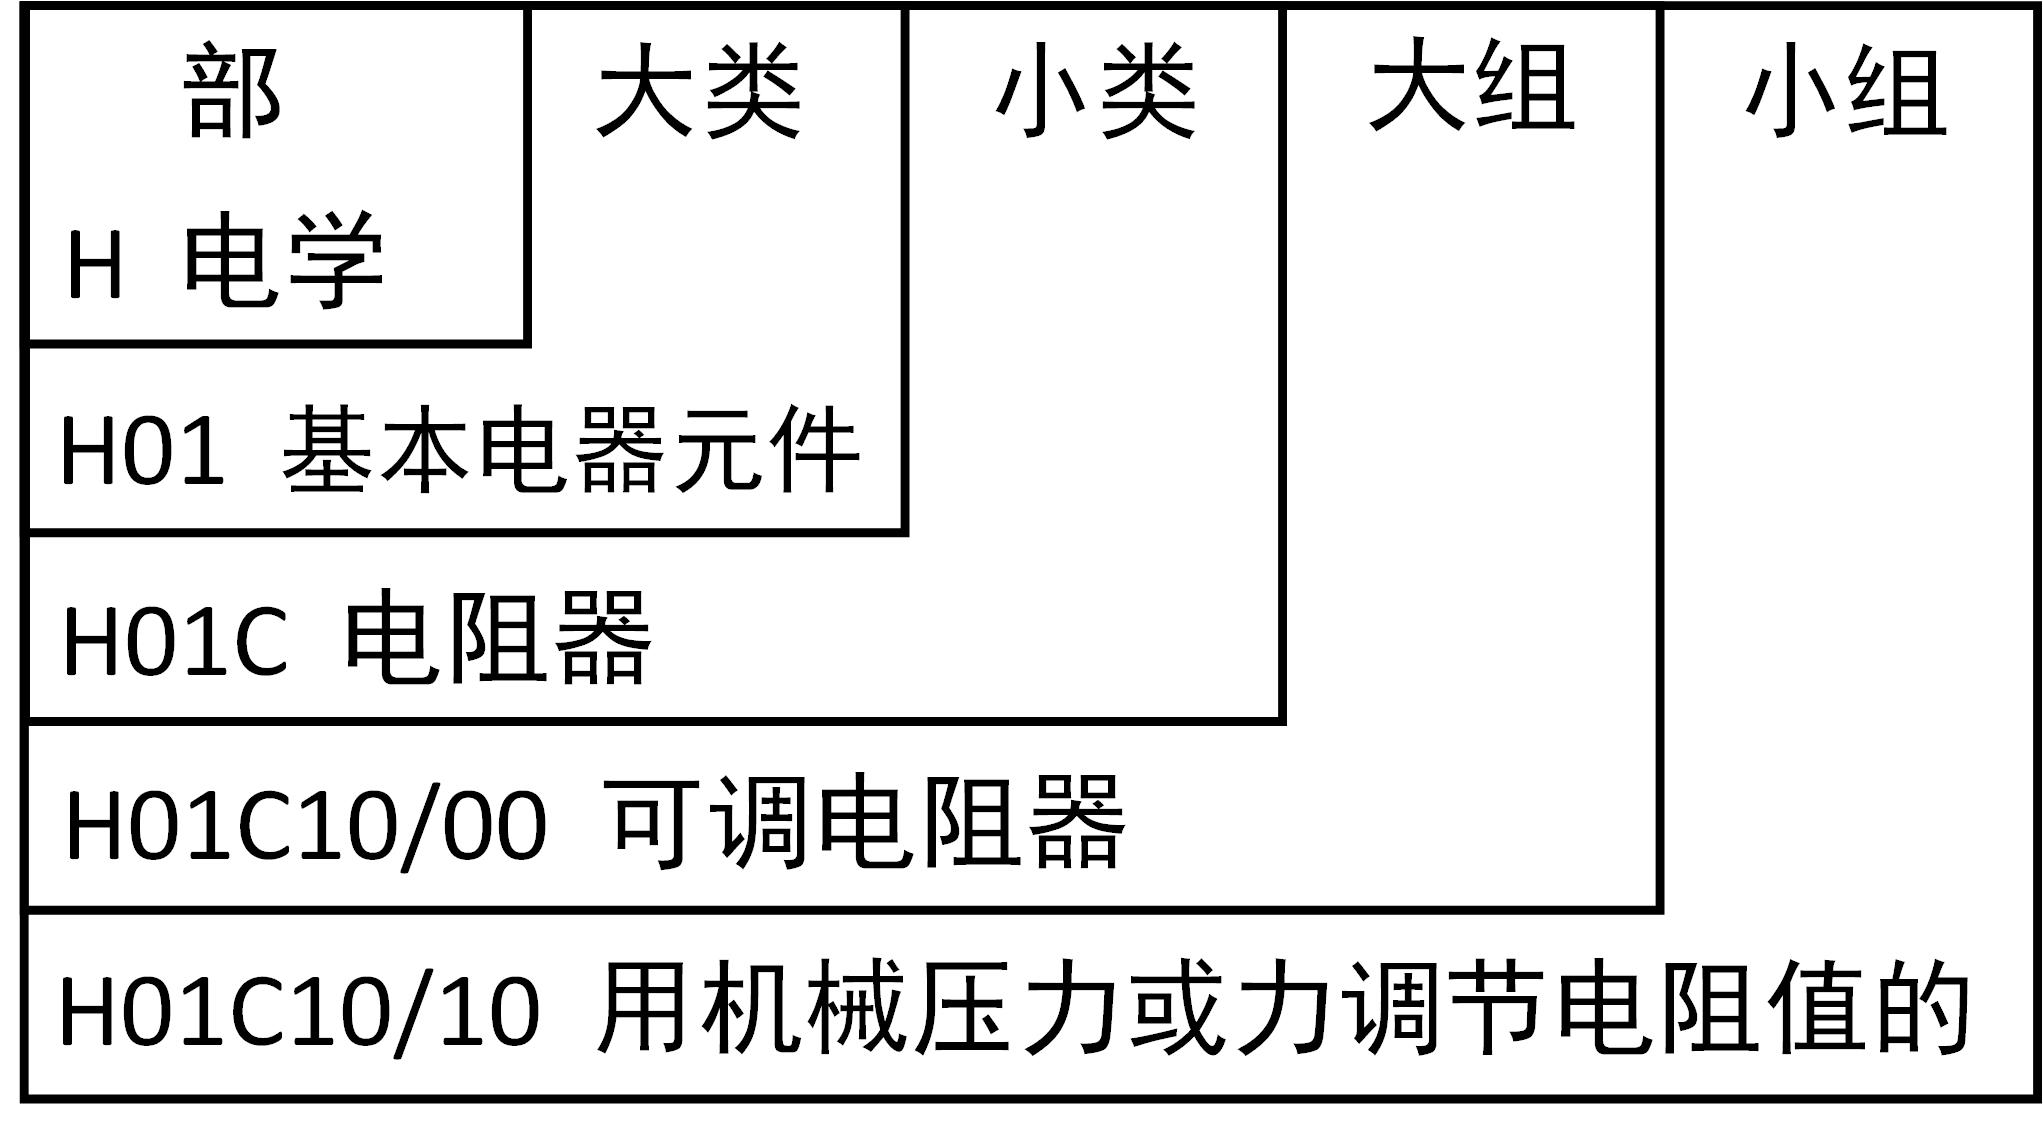 部 大类 小类 大组 小组
H 电学
H01 基本电器元件
H01C 电阻器
H01C10/00 可调电阻器
H01C10/10 用机械压力或力调节电阻值的